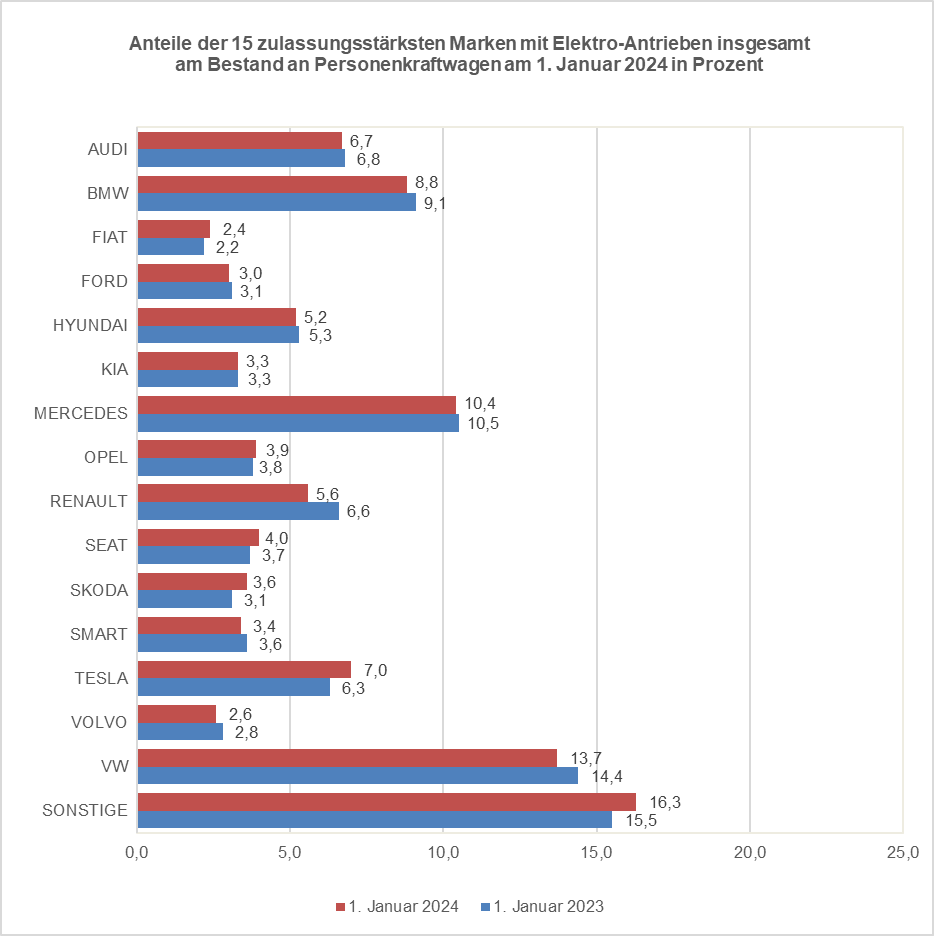 Anteile der 15 zulassungsstärksten Marken mit Elektro-Antrieben insgesamt
am Bestand an Personenkraftwagen am 1. Januar 2024 in Prozent
AUDI 6,7
6,8
BMW 8,8
9,1
FIAT 2,4
2,2
FORD 3,0
3,1
HYUNDAI 5,2
5,3
KIA 3,3
3,3
MERCEDES 10,4
10,5
OPEL 3,9
3,8
RENAULT 5,6
6,6
SEAT 4,0
3,7
SKODA 3,6
3,1
SMART 3,4
3,6
TESLA 7,0
6,3
VOLVO 2,6
2,8
VW 13,7
14,4
SONSTIGE 16,3
15,5
0,0 5,0 10,0 15,0 20,0 25,0
1. Januar 2024 1. Januar 2023